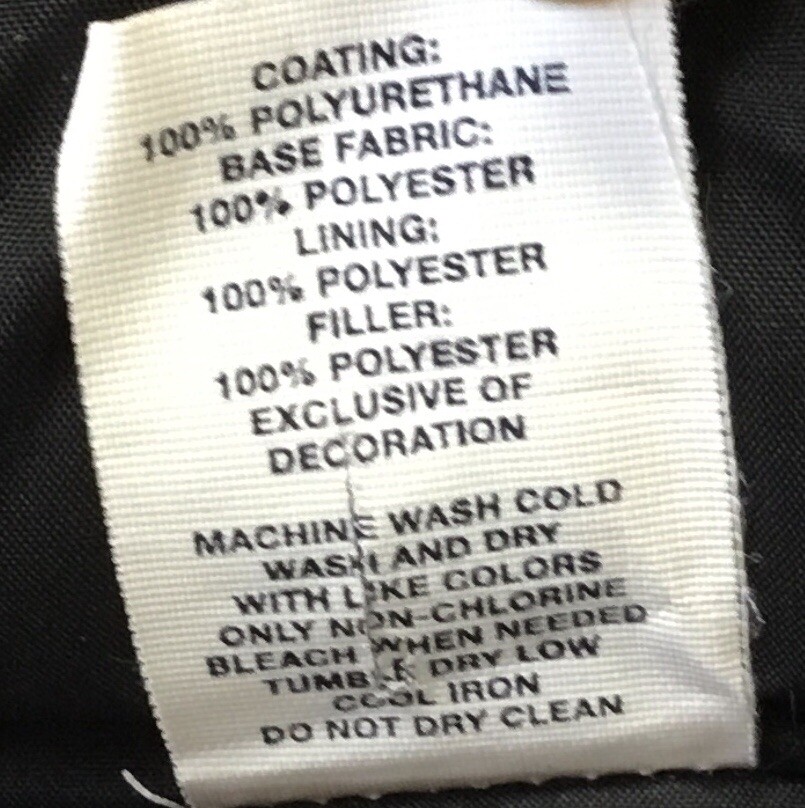 COATING:
100% POLYURETHANE
BASE FABRIC:
100% POLYESTER
LINING:
100% POLYESTER
FILLER:
100% POLYESTER
EXCLUSIVE OF
DECORATION
MACHINE WASH COLD
WASH AND DRY
WITH LIKE COLORS
ONLY NON-CHLORINE
BLEACH WHEN NEEDED
TUMBLE DRY LOW
COOL IRON
DO NOT DRY CLEAN